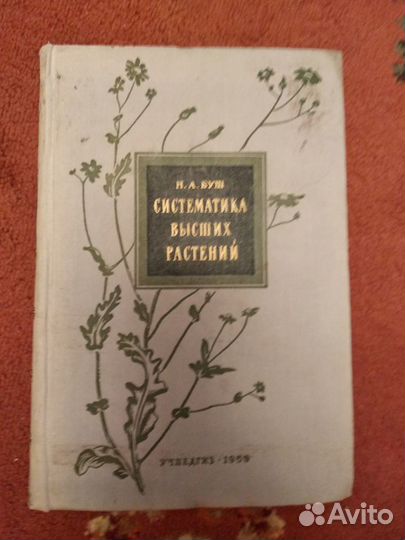 Н. А. БУШ
СИСТЕМАТИКА
ВЫСШИХ
РАСТЕНИЙ
УЧПЕДГИЗ · 1959
Avito